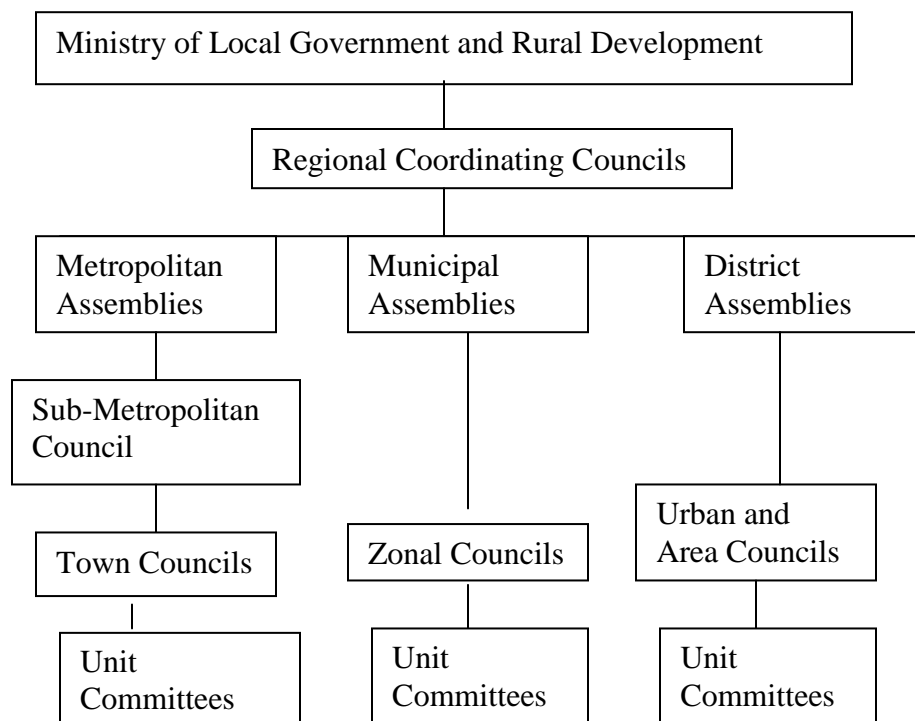 Ministry of Local Government and Rural Development
Regional Coordinating Councils
Metropolitan
Assemblies
Municipal
Assemblies
District
Assemblies
Sub-Metropolitan
Council
Town Councils
Zonal Councils
Urban and
Area Councils
Unit
Committees
Unit
Committees
Unit
Committees